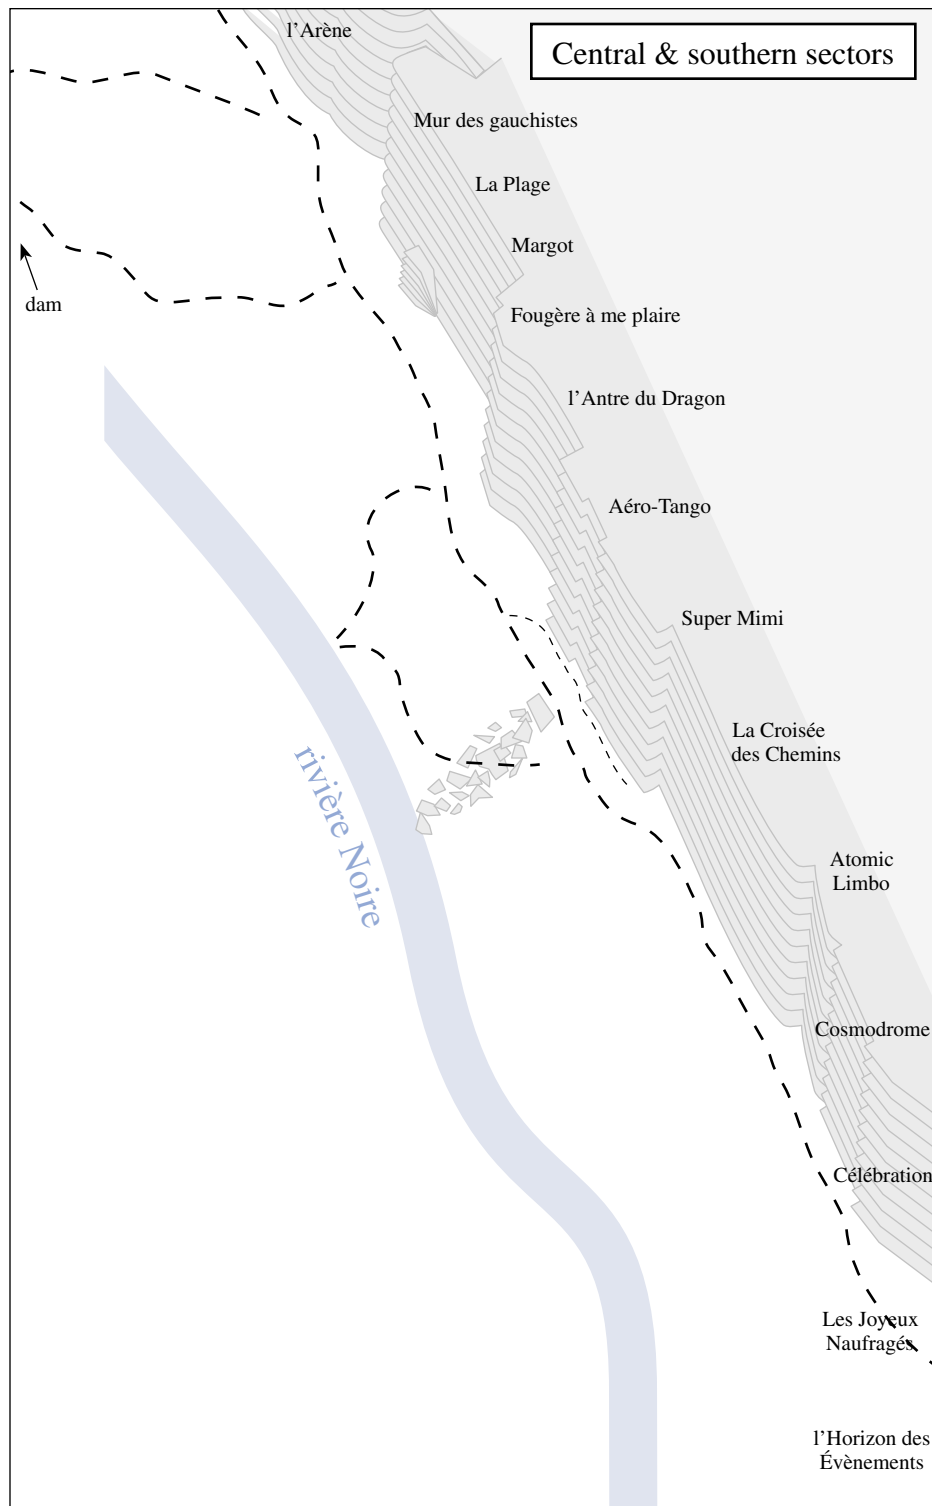 l'Arène
Central & southern sectors
Mur des gauchistes
La Plage
Margot
dam
Fougère à me plaire
l'Antre du Dragon
Aéro-Tango
Super Mimi
La Croisée
des Chemins
rivière Noire
Atomic
Limbo
Cosmodrome
Célébration
Les Joyeux
Naufragés
l'Horizon des
Évènements